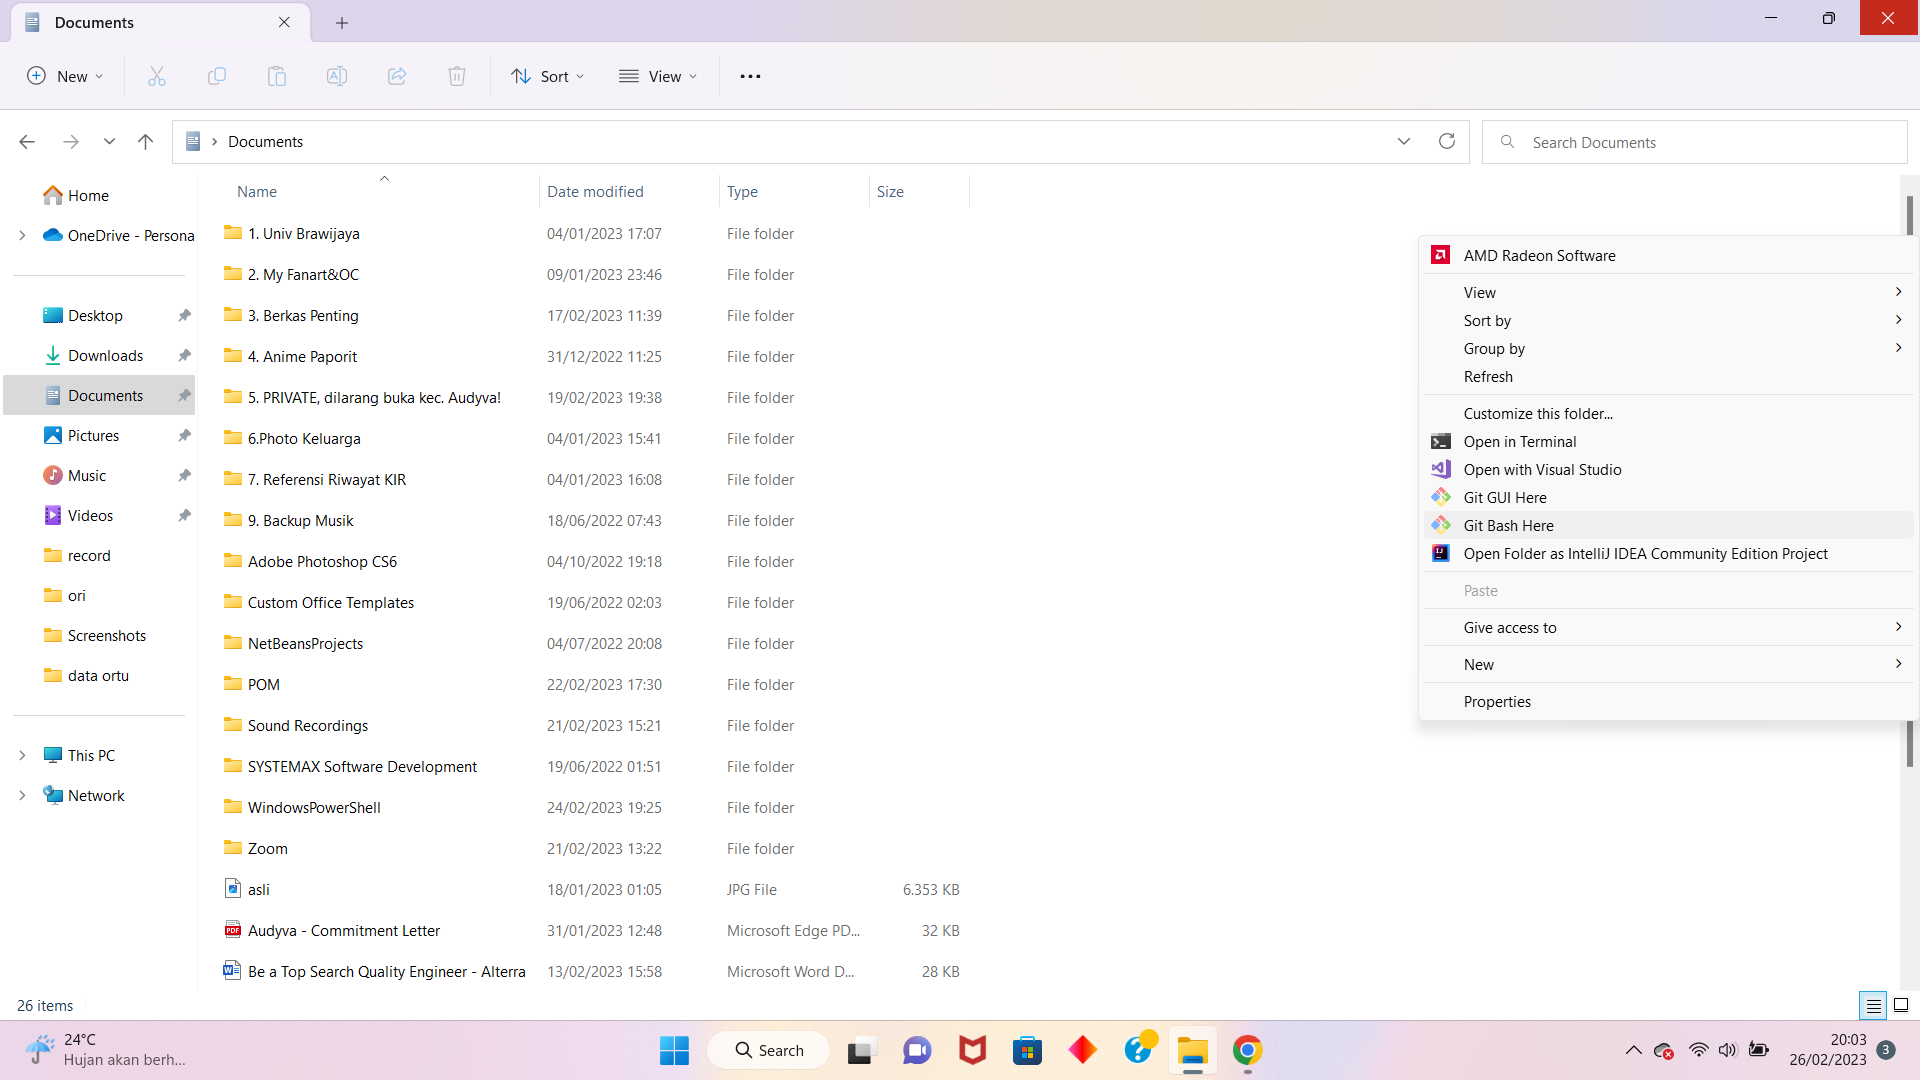 Documents
New
Sort
View
Documents
Search Documents
Home
OneDrive - Persona
Desktop
Downloads
Documents
Pictures
Music
Videos
record
ori
Screenshots
data ortu
This PC
Network
Name Date modified Type Size
1. Univ Brawijaya 04/01/2023 17:07 File folder
2. My Fanart&OC 09/01/2023 23:46 File folder
3. Berkas Penting 17/02/2023 11:39 File folder
4. Anime Paporit 31/12/2022 11:25 File folder
5. PRIVATE, dilarang buka kec. Audyva! 19/02/2023 19:38 File folder
6.Photo Keluarga 04/01/2023 15:41 File folder
7. Referensi Riwayat KIR 04/01/2023 16:08 File folder
9. Backup Musik 18/06/2022 07:43 File folder
Adobe Photoshop CS6 04/10/2022 19:18 File folder
Custom Office Templates 19/06/2022 02:03 File folder
NetBeansProjects 04/07/2022 20:08 File folder
POM 22/02/2023 17:30 File folder
Sound Recordings 21/02/2023 15:21 File folder
SYSTEMAX Software Development 19/06/2022 01:51 File folder
WindowsPowerShell 24/02/2023 19:25 File folder
Zoom 21/02/2023 13:22 File folder
asli 18/01/2023 01:05 JPG File 6.353 KB
Audyva - Commitment Letter 31/01/2023 12:48 Microsoft Edge PD... 32 KB
Be a Top Search Quality Engineer - Alterra 13/02/2023 15:58 Microsoft Word D... 28 KB
AMD Radeon Software
View
Sort by
Group by
Refresh
Customize this folder...
Open in Terminal
Open with Visual Studio
Git GUI Here
Git Bash Here
Open Folder as IntelliJ IDEA Community Edition Project
Paste
Give access to
New
Properties
26 items
24°C
Hujan akan berh...
Search
20:03
26/02/2023
3